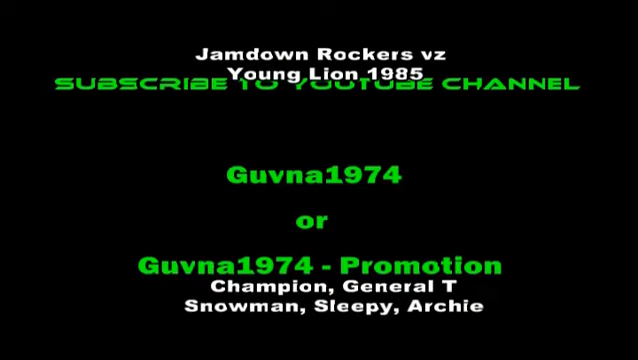 Jamdown Rockers vz
Young Lion 1985
SUBSCRIBE TO YOUTUBE CHANNEL
Guvna1974
or
Guvna1974 - Promotion
Champion, General T
Snowman, Sleepy, Archie